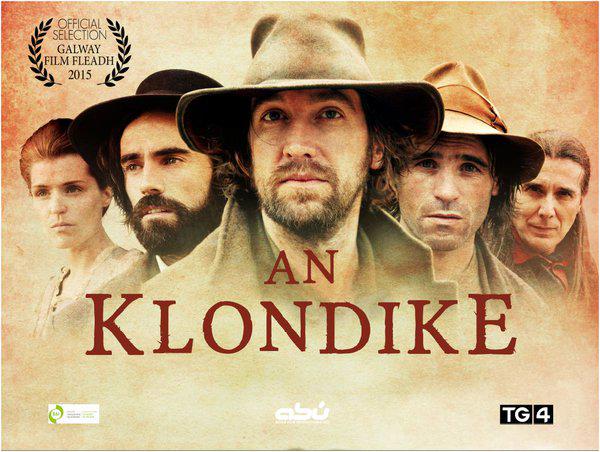 OFFICIAL
SELECTION
GALWAY
FILM FLEADH
2015
AN
KLONDIKE
abú
TG4